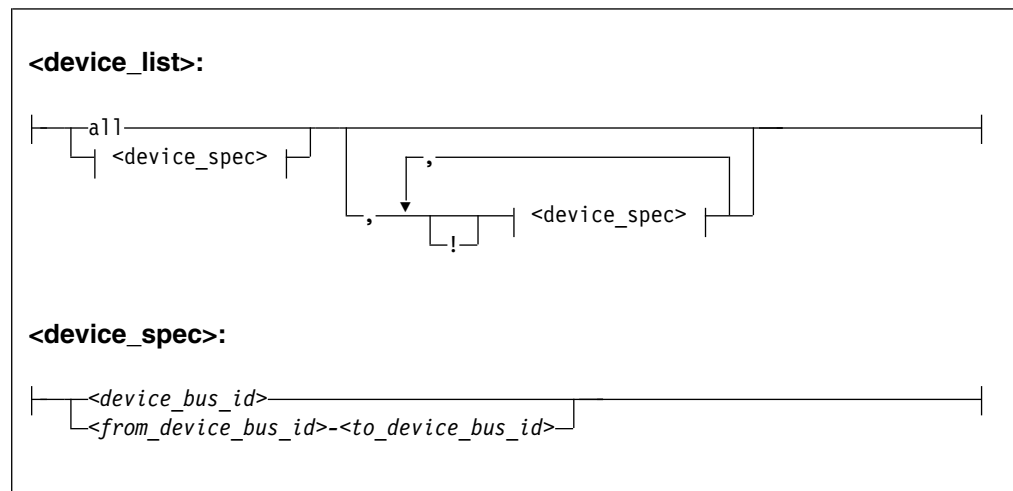 <device_list>:
all
<device_spec>
,
, ! <device_spec>
<device_spec>:
<device_bus_id>
<from_device_bus_id>-<to_device_bus_id>